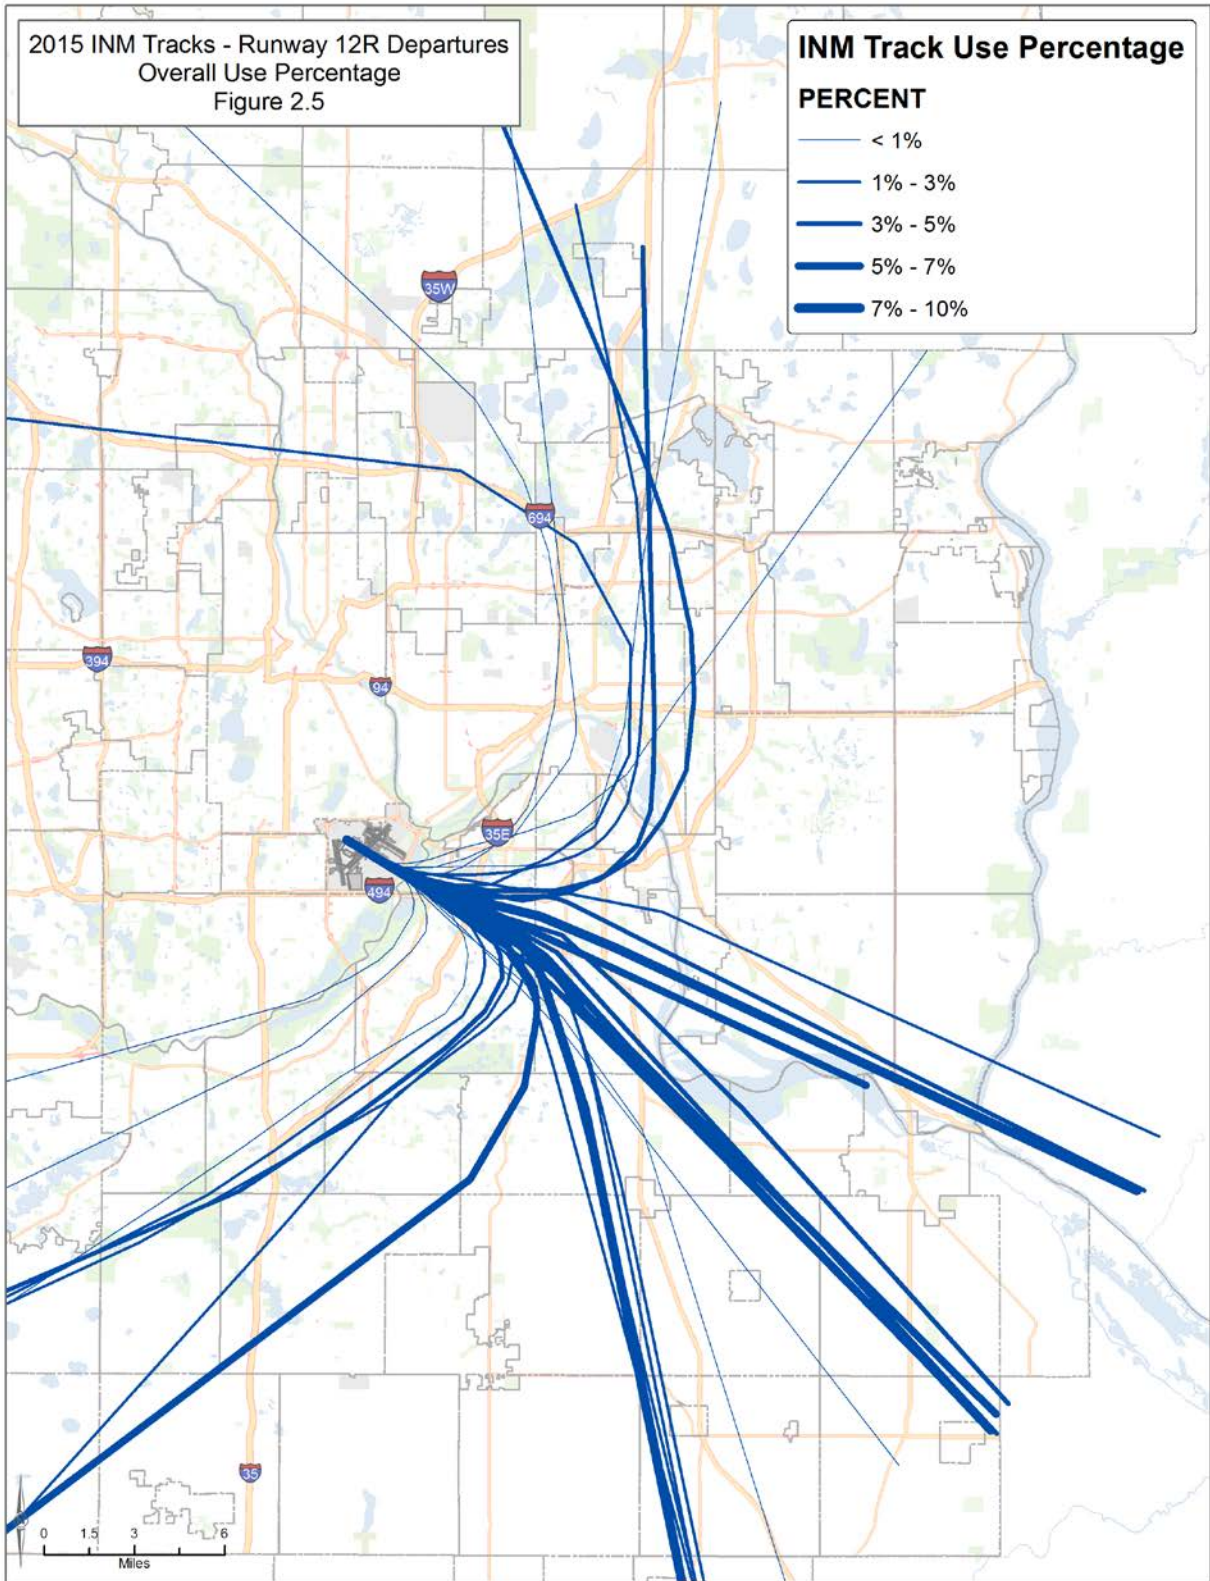 2015 INM Tracks - Runway 12R Departures
Overall Use Percentage
Figure 2.5
INM Track Use Percentage
PERCENT
< 1%
1% - 3%
3% - 5%
5% - 7%
7% - 10%
35W
694
394
94
35E
494
35
0 1.5 3 6
Miles